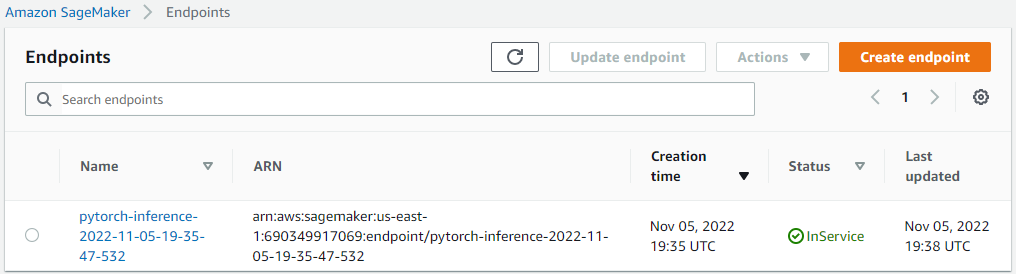 Amazon SageMaker > Endpoints
Endpoints
Update endpoint
Actions
Create endpoint
Search endpoints
1
Name
ARN
Creation
time
Status
Last
updated
pytorch-inference-
2022-11-05-19-35-
47-532
arn:aws:sagemaker:us-east-
1:690349917069:endpoint/pytorch-inference-2022-11-
05-19-35-47-532
Nov 05, 2022
19:35 UTC
InService
Nov 05, 2022
19:38 UTC